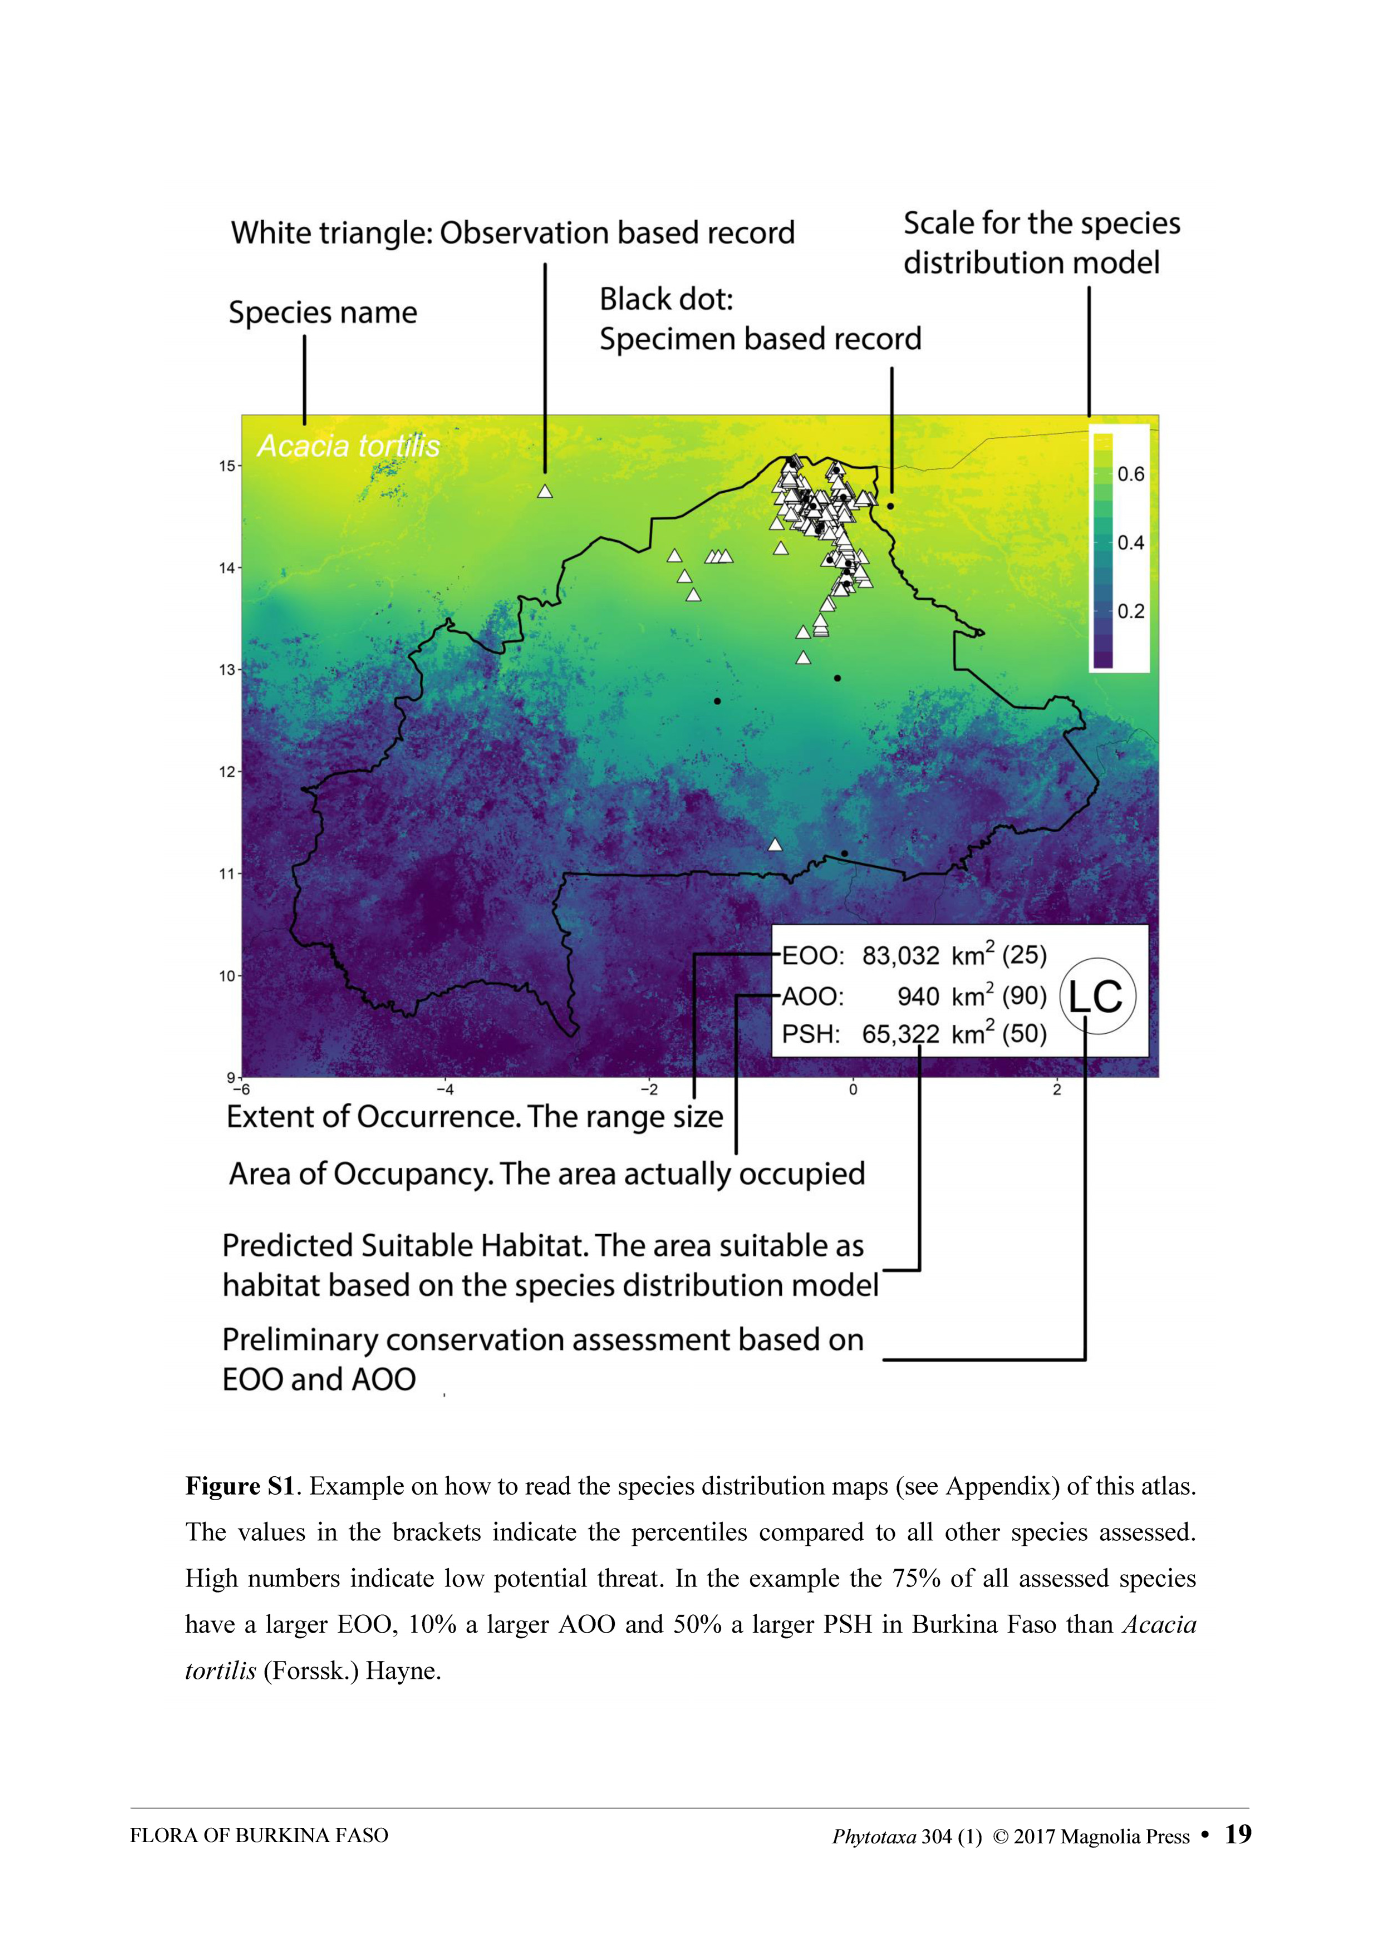 White triangle: Observation based record
Scale for the species
distribution model
Species name
Black dot:
Specimen based record
Acacia tortilis
15
14
13
12
11
10
9
−6
−4
−2
0
2
0.6
0.4
0.2
EOO: 83,032 km² (25)
AOO: 940 km² (90)
PSH: 65,322 km² (50)
LC
Extent of Occurrence. The range size
Area of Occupancy. The area actually occupied
Predicted Suitable Habitat. The area suitable as
habitat based on the species distribution model
Preliminary conservation assessment based on
EOO and AOO
Figure S1. Example on how to read the species distribution maps (see Appendix) of this atlas.
The values in the brackets indicate the percentiles compared to all other species assessed.
High numbers indicate low potential threat. In the example the 75% of all assessed species
have a larger EOO, 10% a larger AOO and 50% a larger PSH in Burkina Faso than Acacia
tortilis (Forssk.) Hayne.
FLORA OF BURKINA FASO
Phytotaxa 304 (1) © 2017 Magnolia Press • 19